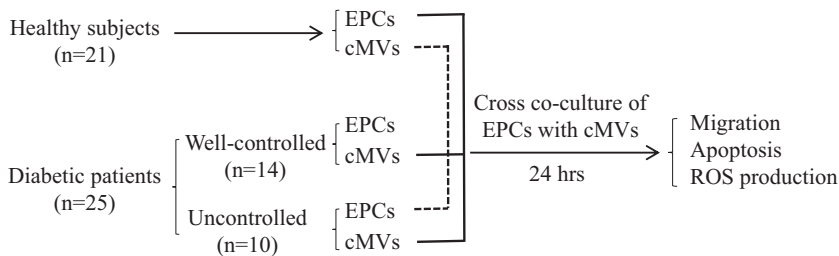 Healthy subjects
(n=21)
EPCs
cMVs
Diabetic patients
(n=25)
Well-controlled
(n=14)
EPCs
cMVs
Uncontrolled
(n=10)
EPCs
cMVs
Cross co-culture of
EPCs with cMVs
24 hrs
Migration
Apoptosis
ROS production